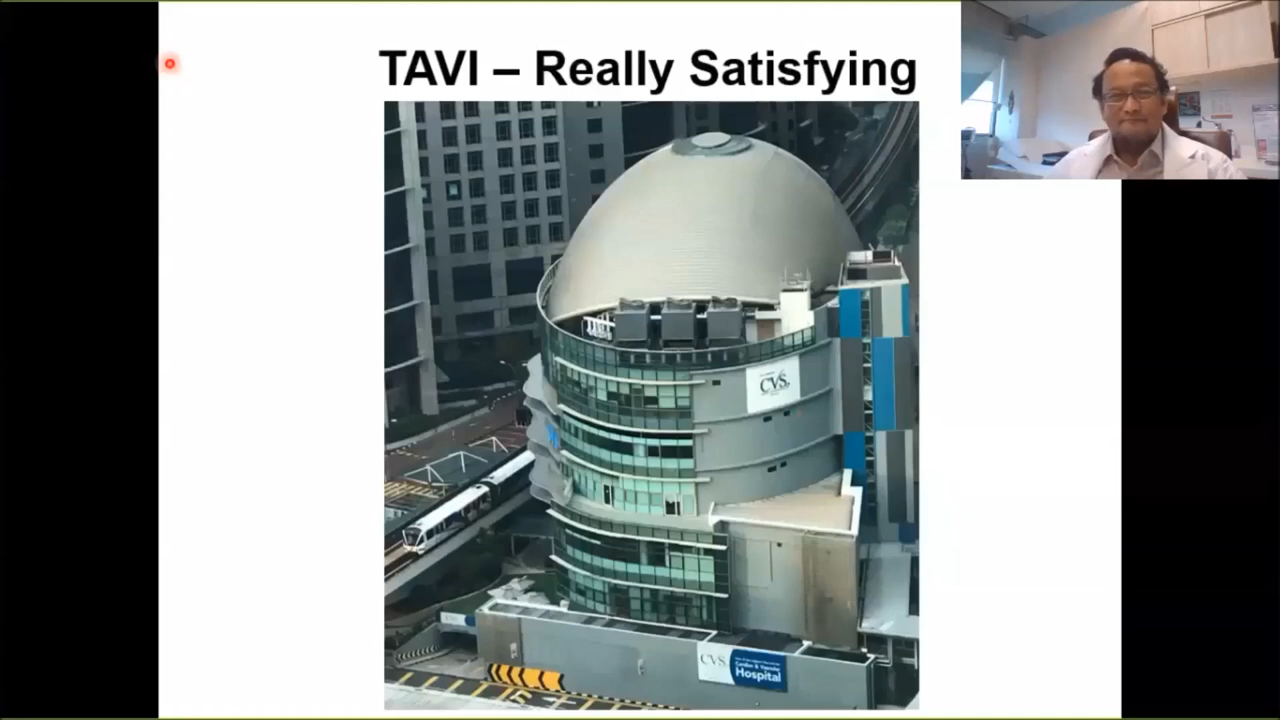 TAVI – Really Satisfying
CVS
CVS
Cardiac & Vascular
Hospital